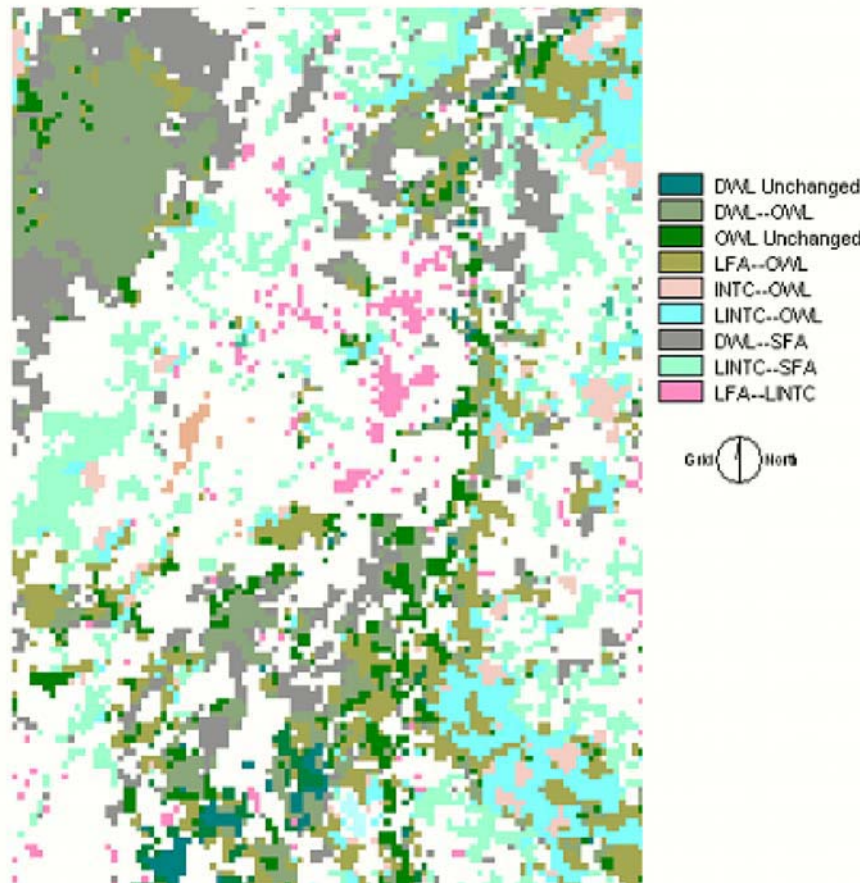 DWL Unchanged
DWL--OWL
OWL Unchanged
LFA--OWL
INTC--OWL
LINTC--OWL
DWL--SFA
LINTC--SFA
LFA--LINTC
Grid North